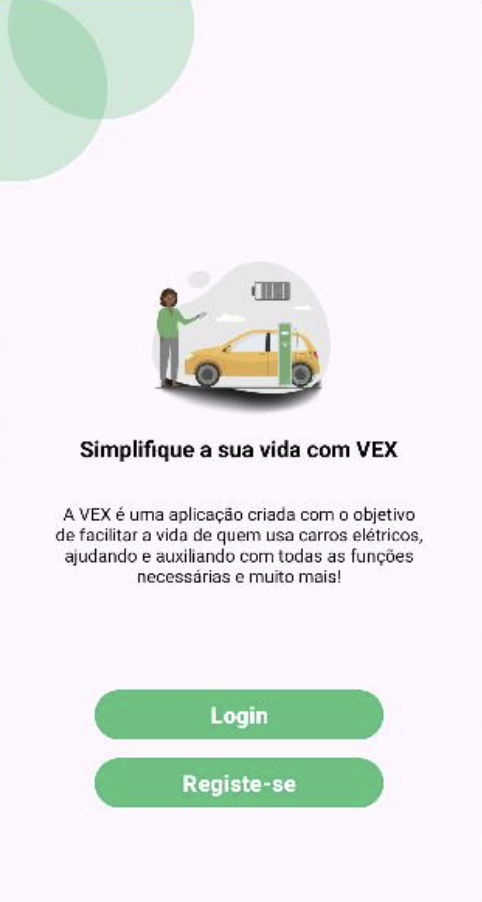 Simplifique a sua vida com VEX
A VEX é uma aplicação criada com o objetivo
de facilitar a vida de quem usa carros elétricos,
ajudando e auxiliando com todas as funções
necessárias e muito mais!
Login
Registe-se